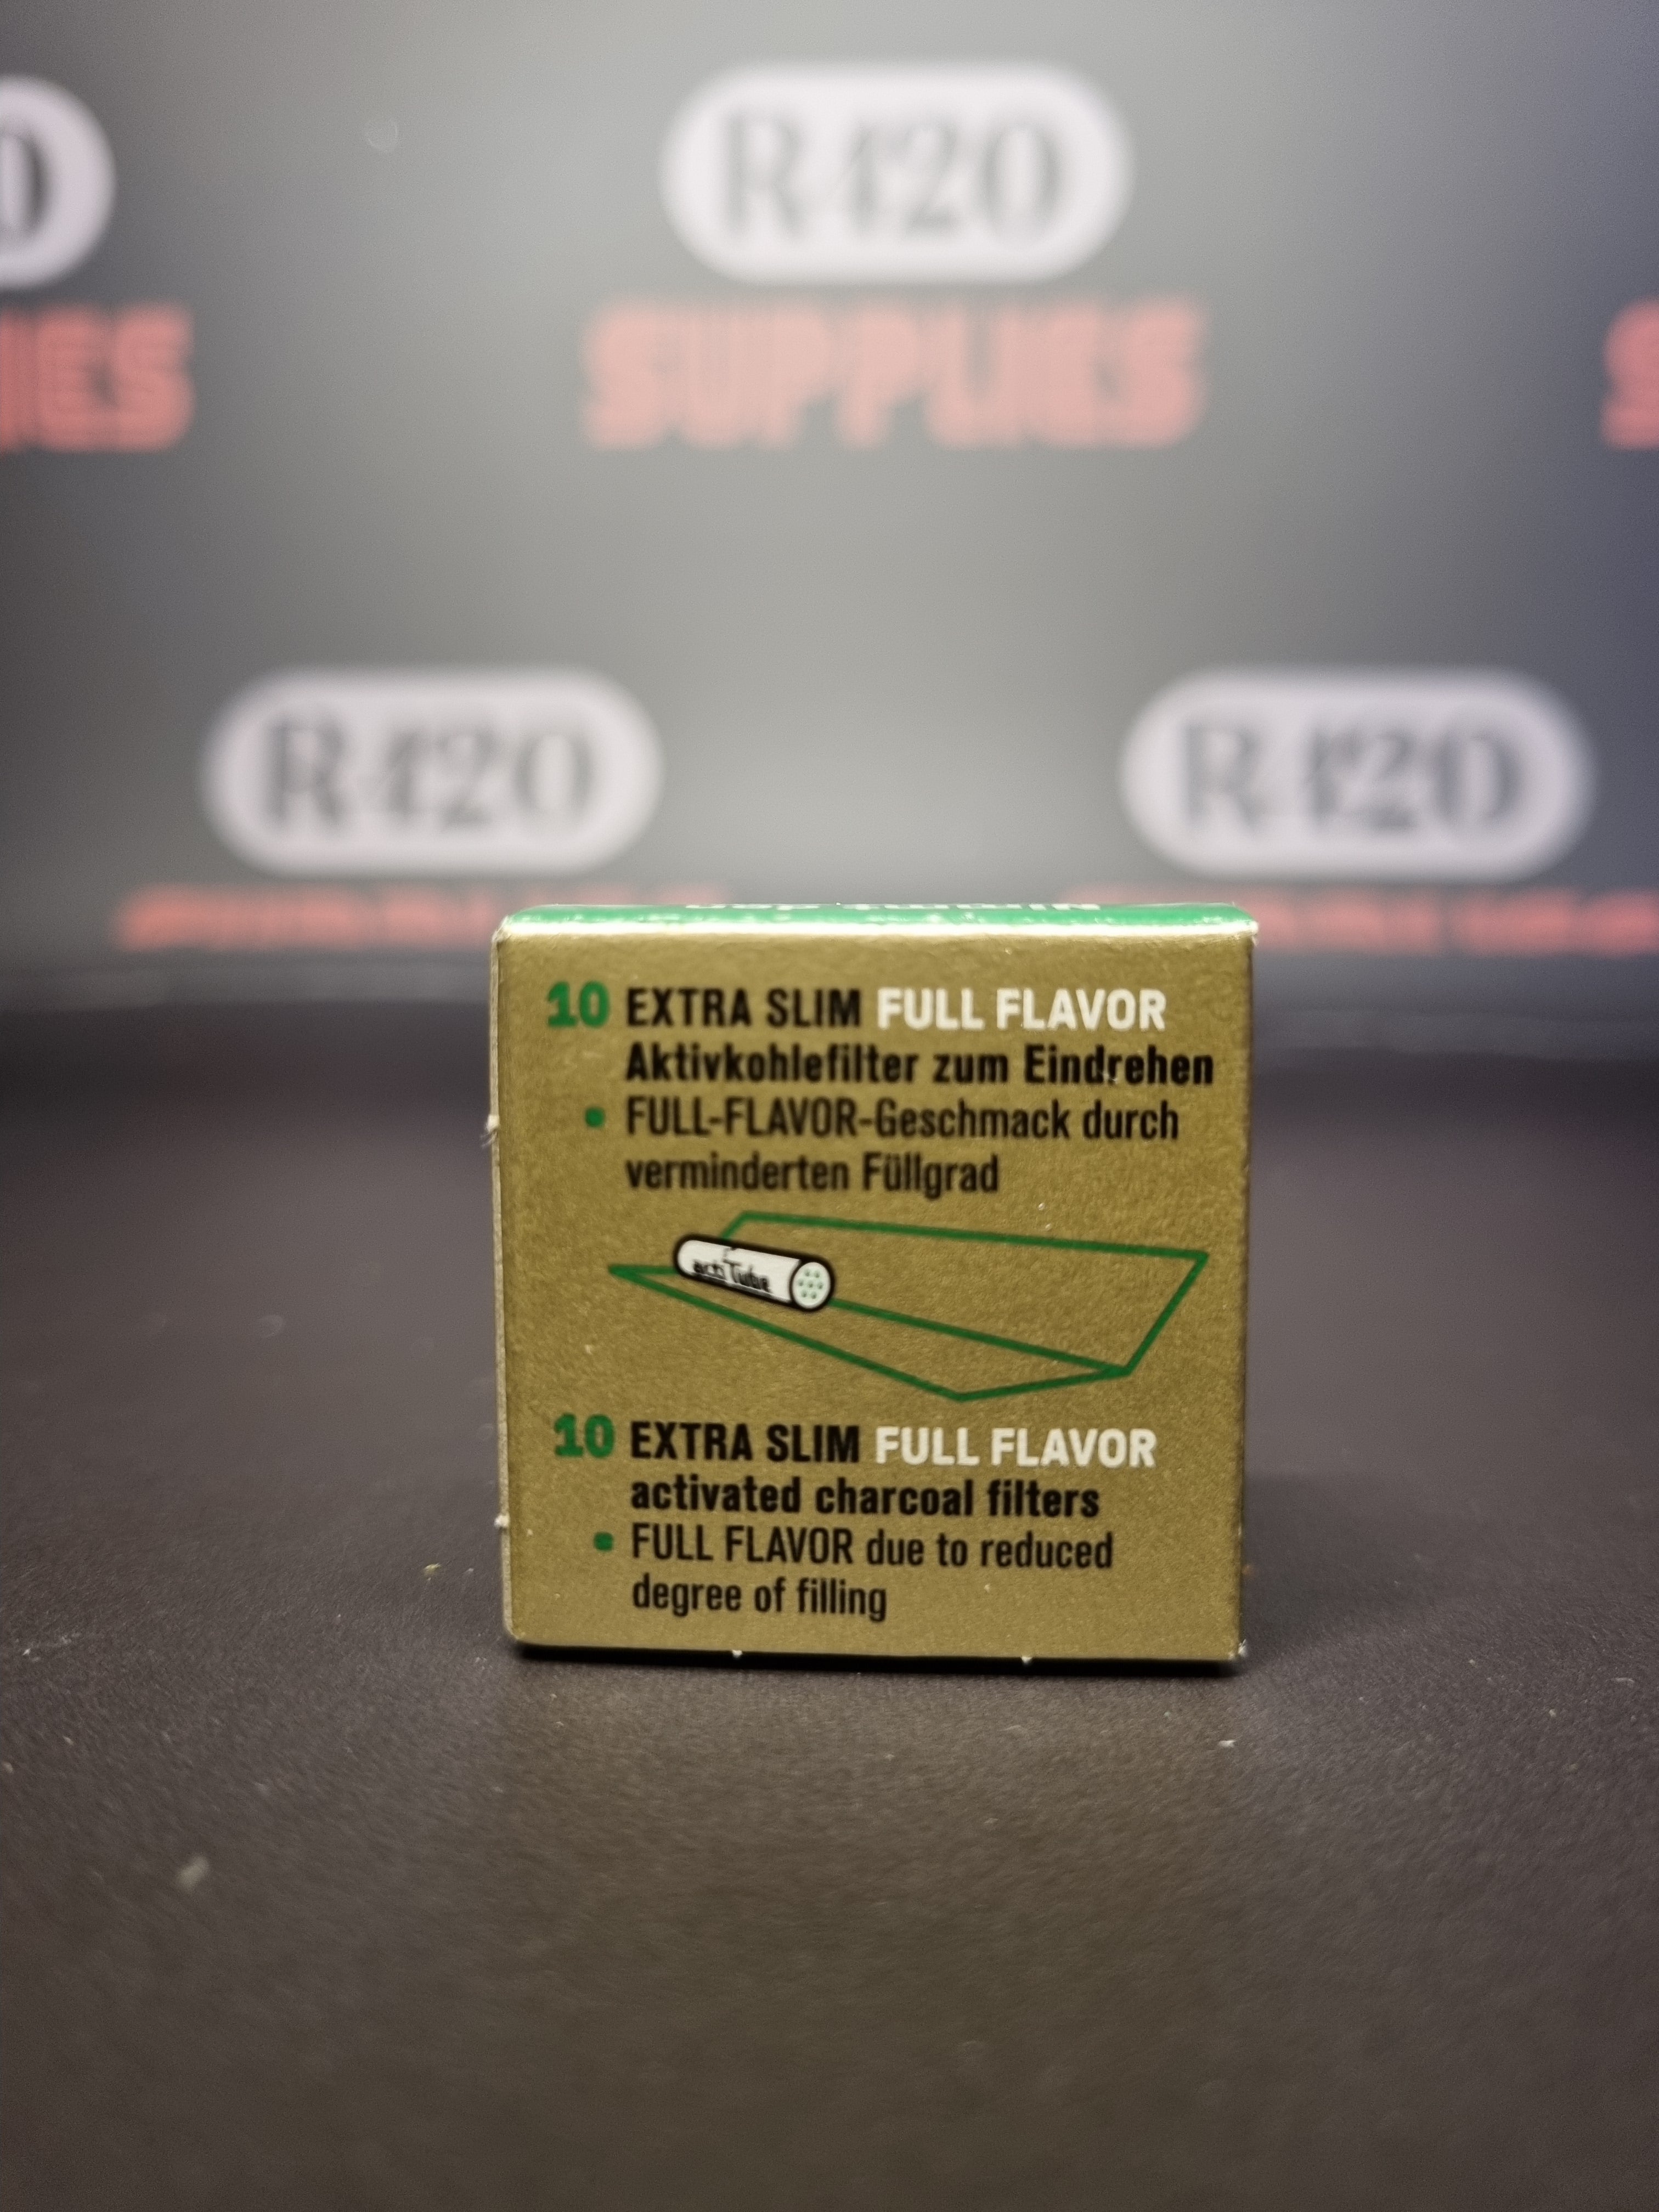 R420
SUPPLIES
R420
R420
10 EXTRA SLIM FULL FLAVOR
Aktivkohlefilter zum Eindrehen
• FULL-FLAVOR-Geschmack durch
verminderten Füllgrad
actiTube
10 EXTRA SLIM FULL FLAVOR
activated charcoal filters
• FULL FLAVOR due to reduced
degree of filling